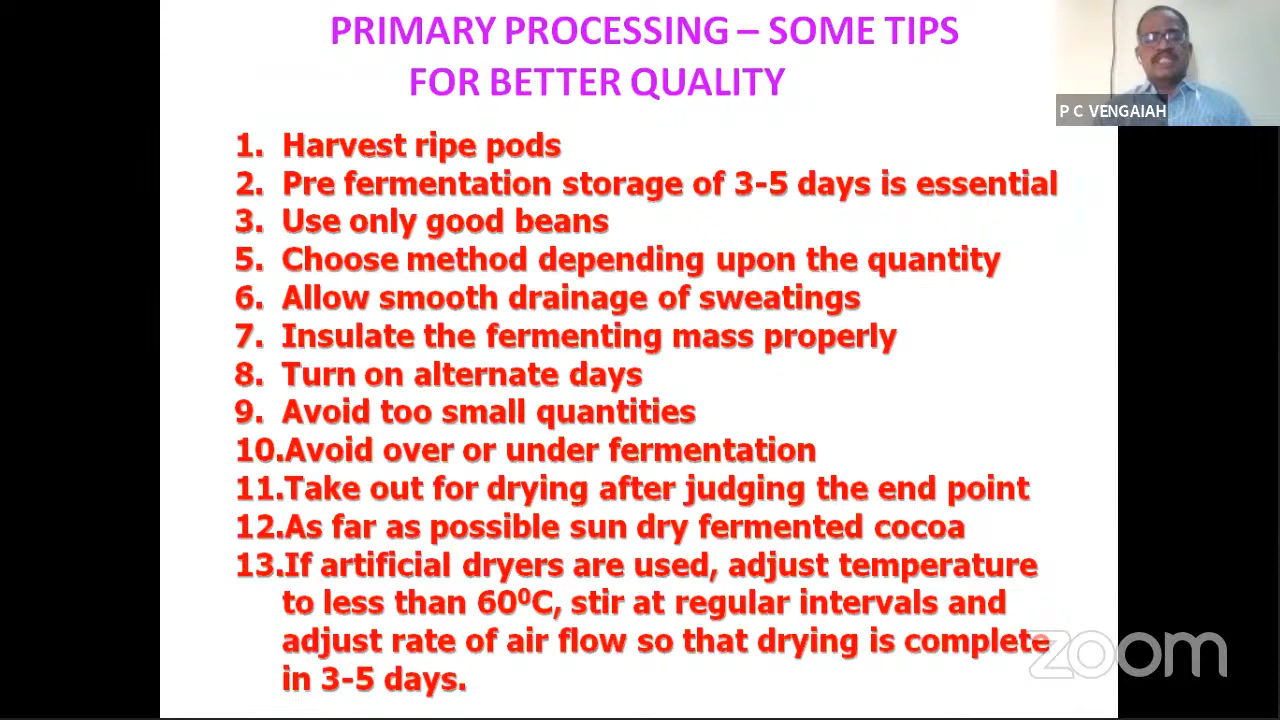 PRIMARY PROCESSING – SOME TIPS
FOR BETTER QUALITY
P C VENGAIAH
1. Harvest ripe pods
2. Pre fermentation storage of 3-5 days is essential
3. Use only good beans
5. Choose method depending upon the quantity
6. Allow smooth drainage of sweatings
7. Insulate the fermenting mass properly
8. Turn on alternate days
9. Avoid too small quantities
10.Avoid over or under fermentation
11.Take out for drying after judging the end point
12.As far as possible sun dry fermented cocoa
13.If artificial dryers are used, adjust temperature
to less than 60⁰C, stir at regular intervals and
adjust rate of air flow so that drying is complete
in 3-5 days.
zoom